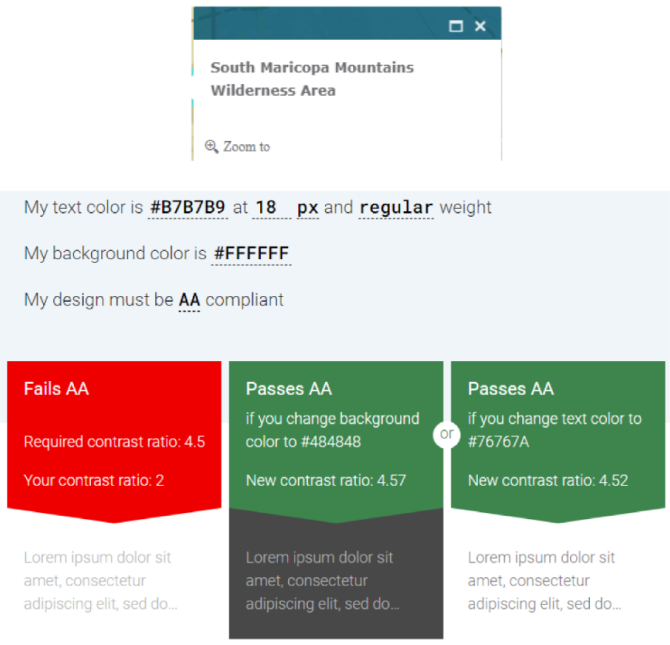 South Maricopa Mountains
Wilderness Area
Zoom to
My text color is #B7B7B9 at 18 px and regular weight
My background color is #FFFFFF
My design must be AA compliant
Fails AA
Required contrast ratio: 4.5
Your contrast ratio: 2
Lorem ipsum dolor sit
amet, consectetur
adipiscing elit, sed do...
Passes AA
if you change background
color to #484848
New contrast ratio: 4.57
Lorem ipsum dolor sit
amet, consectetur
adipiscing elit, sed do...
or
Passes AA
if you change text color to
#76767A
New contrast ratio: 4.52
Lorem ipsum dolor sit
amet, consectetur
adipiscing elit, sed do...